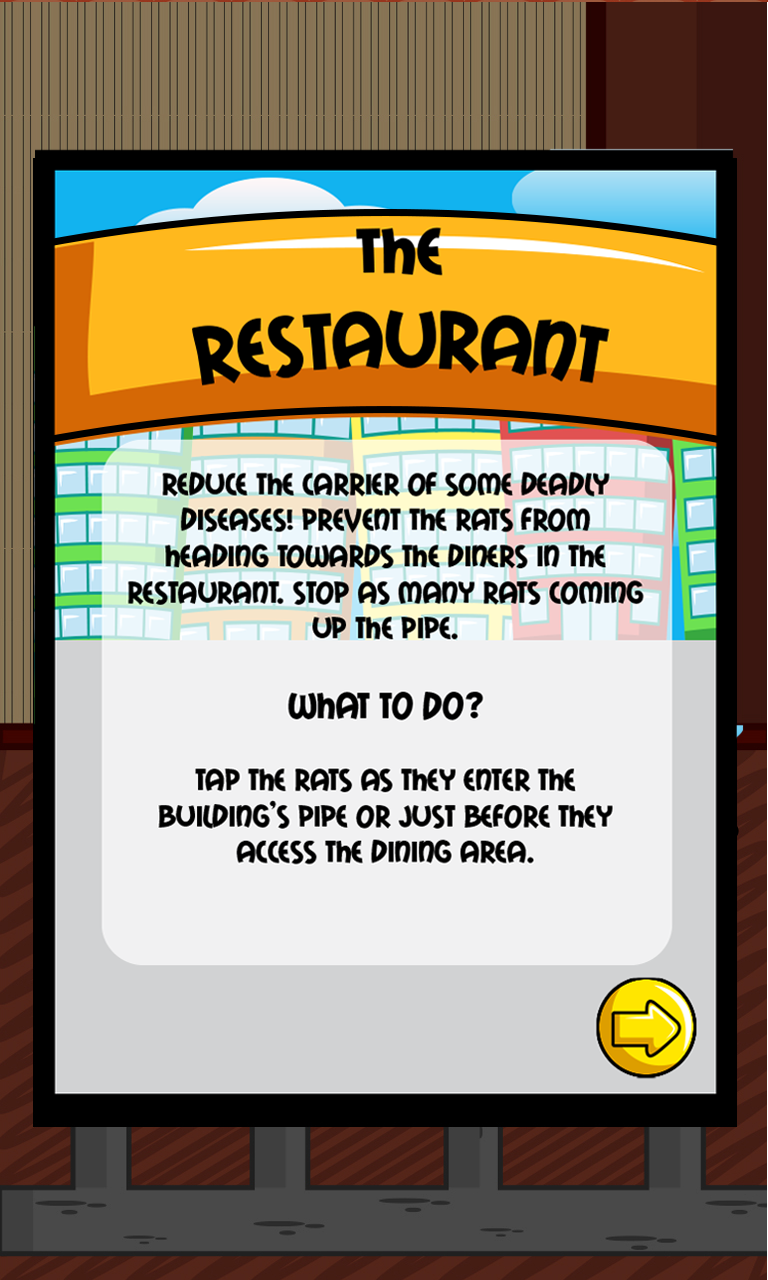 The
RESTAURANT
REDUCE The CARRIER OF SOME DEADLY
DISEASES! PREVENT The RATS FROM
hEADING TOWARDS The DINERS IN The
RESTAURANT. STOP AS MANY RATS COMING
UP The PIPE.
WhAT TO DO?
TAP The RATS AS ThEY ENTER The
BUILDING'S PIPE OR JUST BEFORE ThEY
ACCESS The DINING AREA.